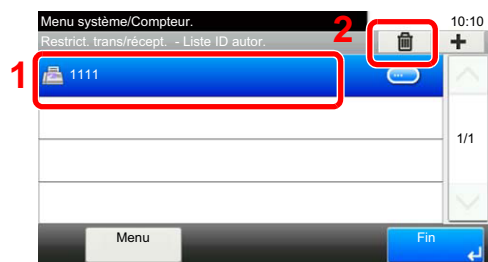 Menu système/Compteur.
10:10
Restrict. trans/récept. - Liste ID autor.
2
1
1111
1/1
Menu
Fin